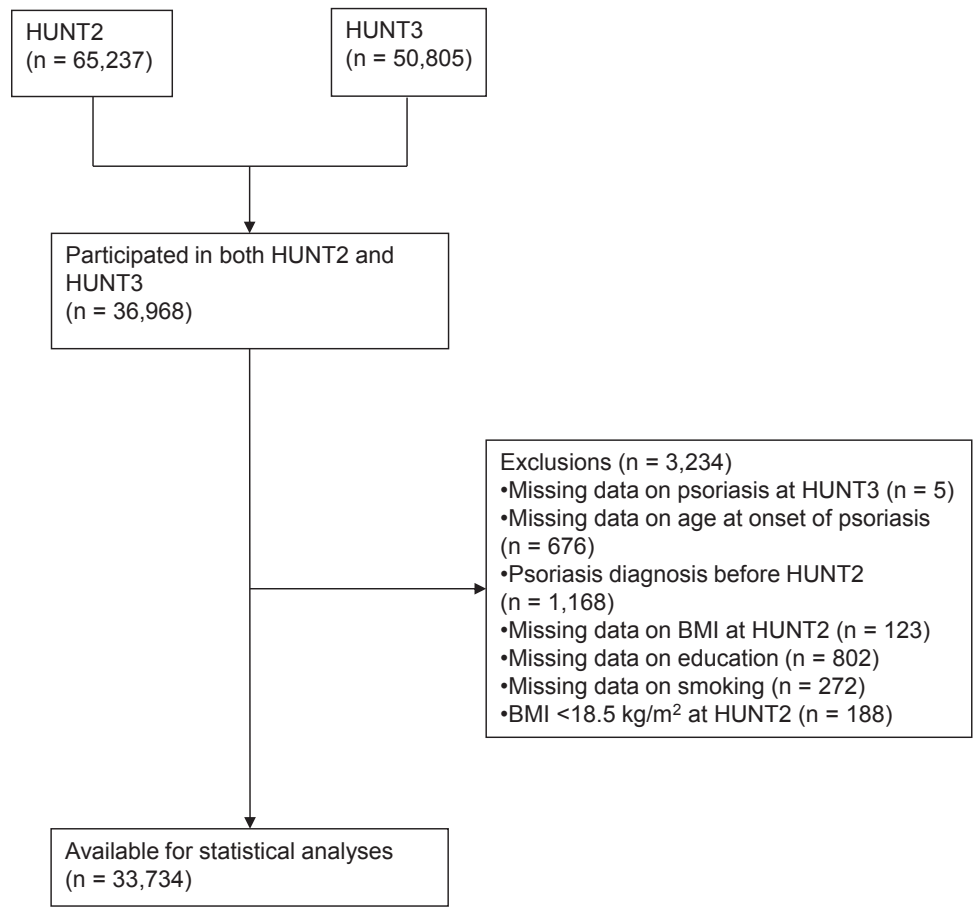 HUNT2
(n = 65,237)
HUNT3
(n = 50,805)
Participated in both HUNT2 and
HUNT3
(n = 36,968)
Exclusions (n = 3,234)
•Missing data on psoriasis at HUNT3 (n = 5)
•Missing data on age at onset of psoriasis
(n = 676)
•Psoriasis diagnosis before HUNT2
(n = 1,168)
•Missing data on BMI at HUNT2 (n = 123)
•Missing data on education (n = 802)
•Missing data on smoking (n = 272)
•BMI <18.5 kg/m² at HUNT2 (n = 188)
Available for statistical analyses
(n = 33,734)